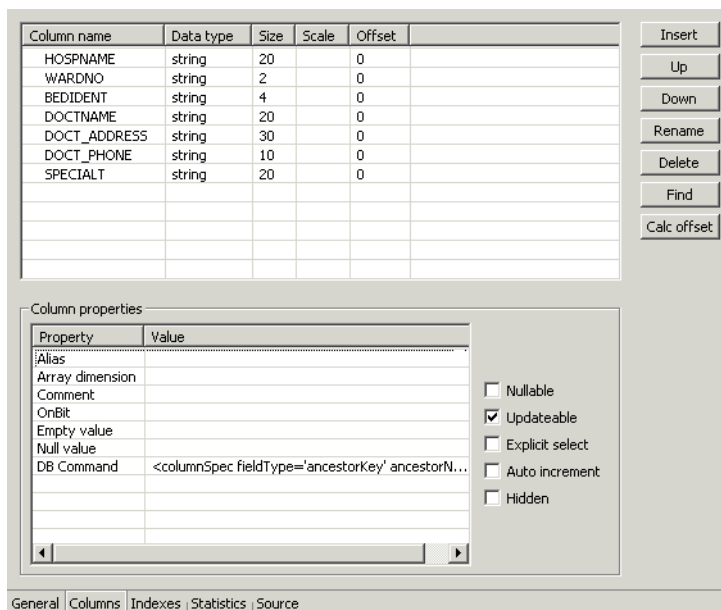 Column name Data type Size Scale Offset
HOSPNAME string 20 0
WARDNO string 2 0
BEDIDENT string 4 0
DOCTNAME string 20 0
DOCT_ADDRESS string 30 0
DOCT_PHONE string 10 0
SPECIALT string 20 0
Insert
Up
Down
Rename
Delete
Find
Calc offset
Column properties
Property Value
Alias
Array dimension
Comment
OnBit
Empty value
Null value
DB Command <columnSpec fieldType='ancestorKey' ancestorN...
Nullable
Updateable
Explicit select
Auto increment
Hidden
General Columns Indexes Statistics Source